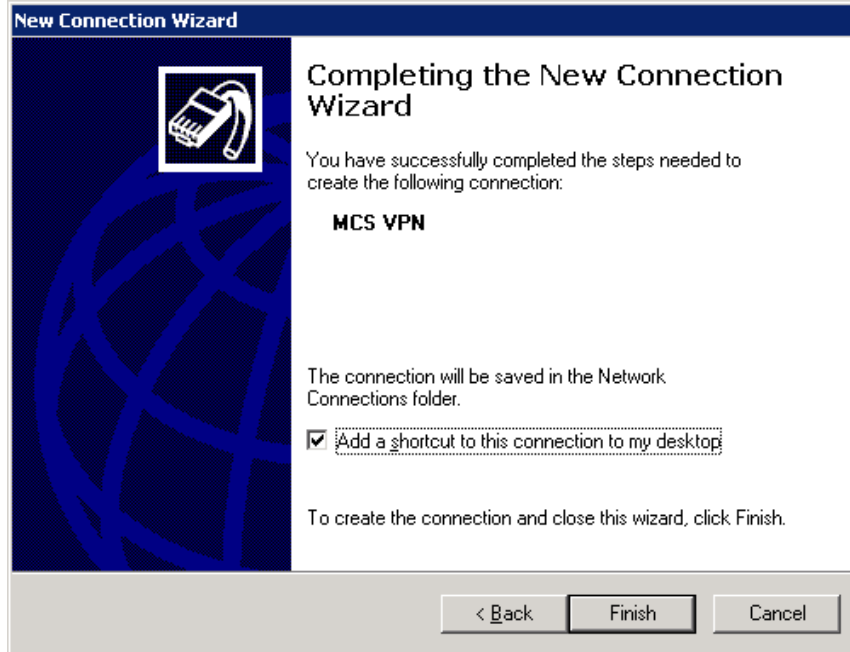 New Connection Wizard
Completing the New Connection
Wizard
You have successfully completed the steps needed to
create the following connection:
MCS VPN
The connection will be saved in the Network
Connections folder.
Add a shortcut to this connection to my desktop
To create the connection and close this wizard, click Finish.
< Back Finish Cancel